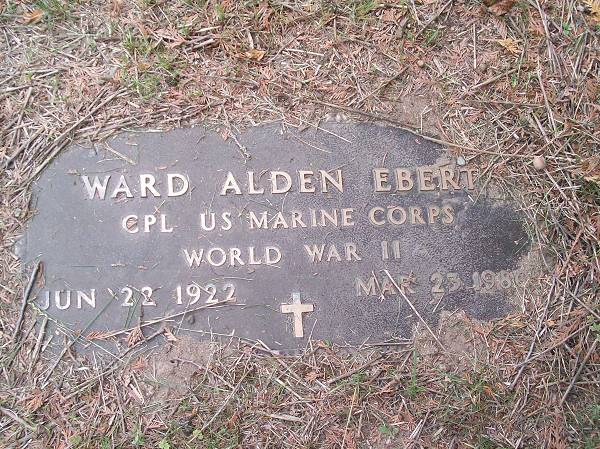 WARD ALDEN EBERT
CPL US MARINE CORPS
WORLD WAR II
JUN 22 1922 MAR 23